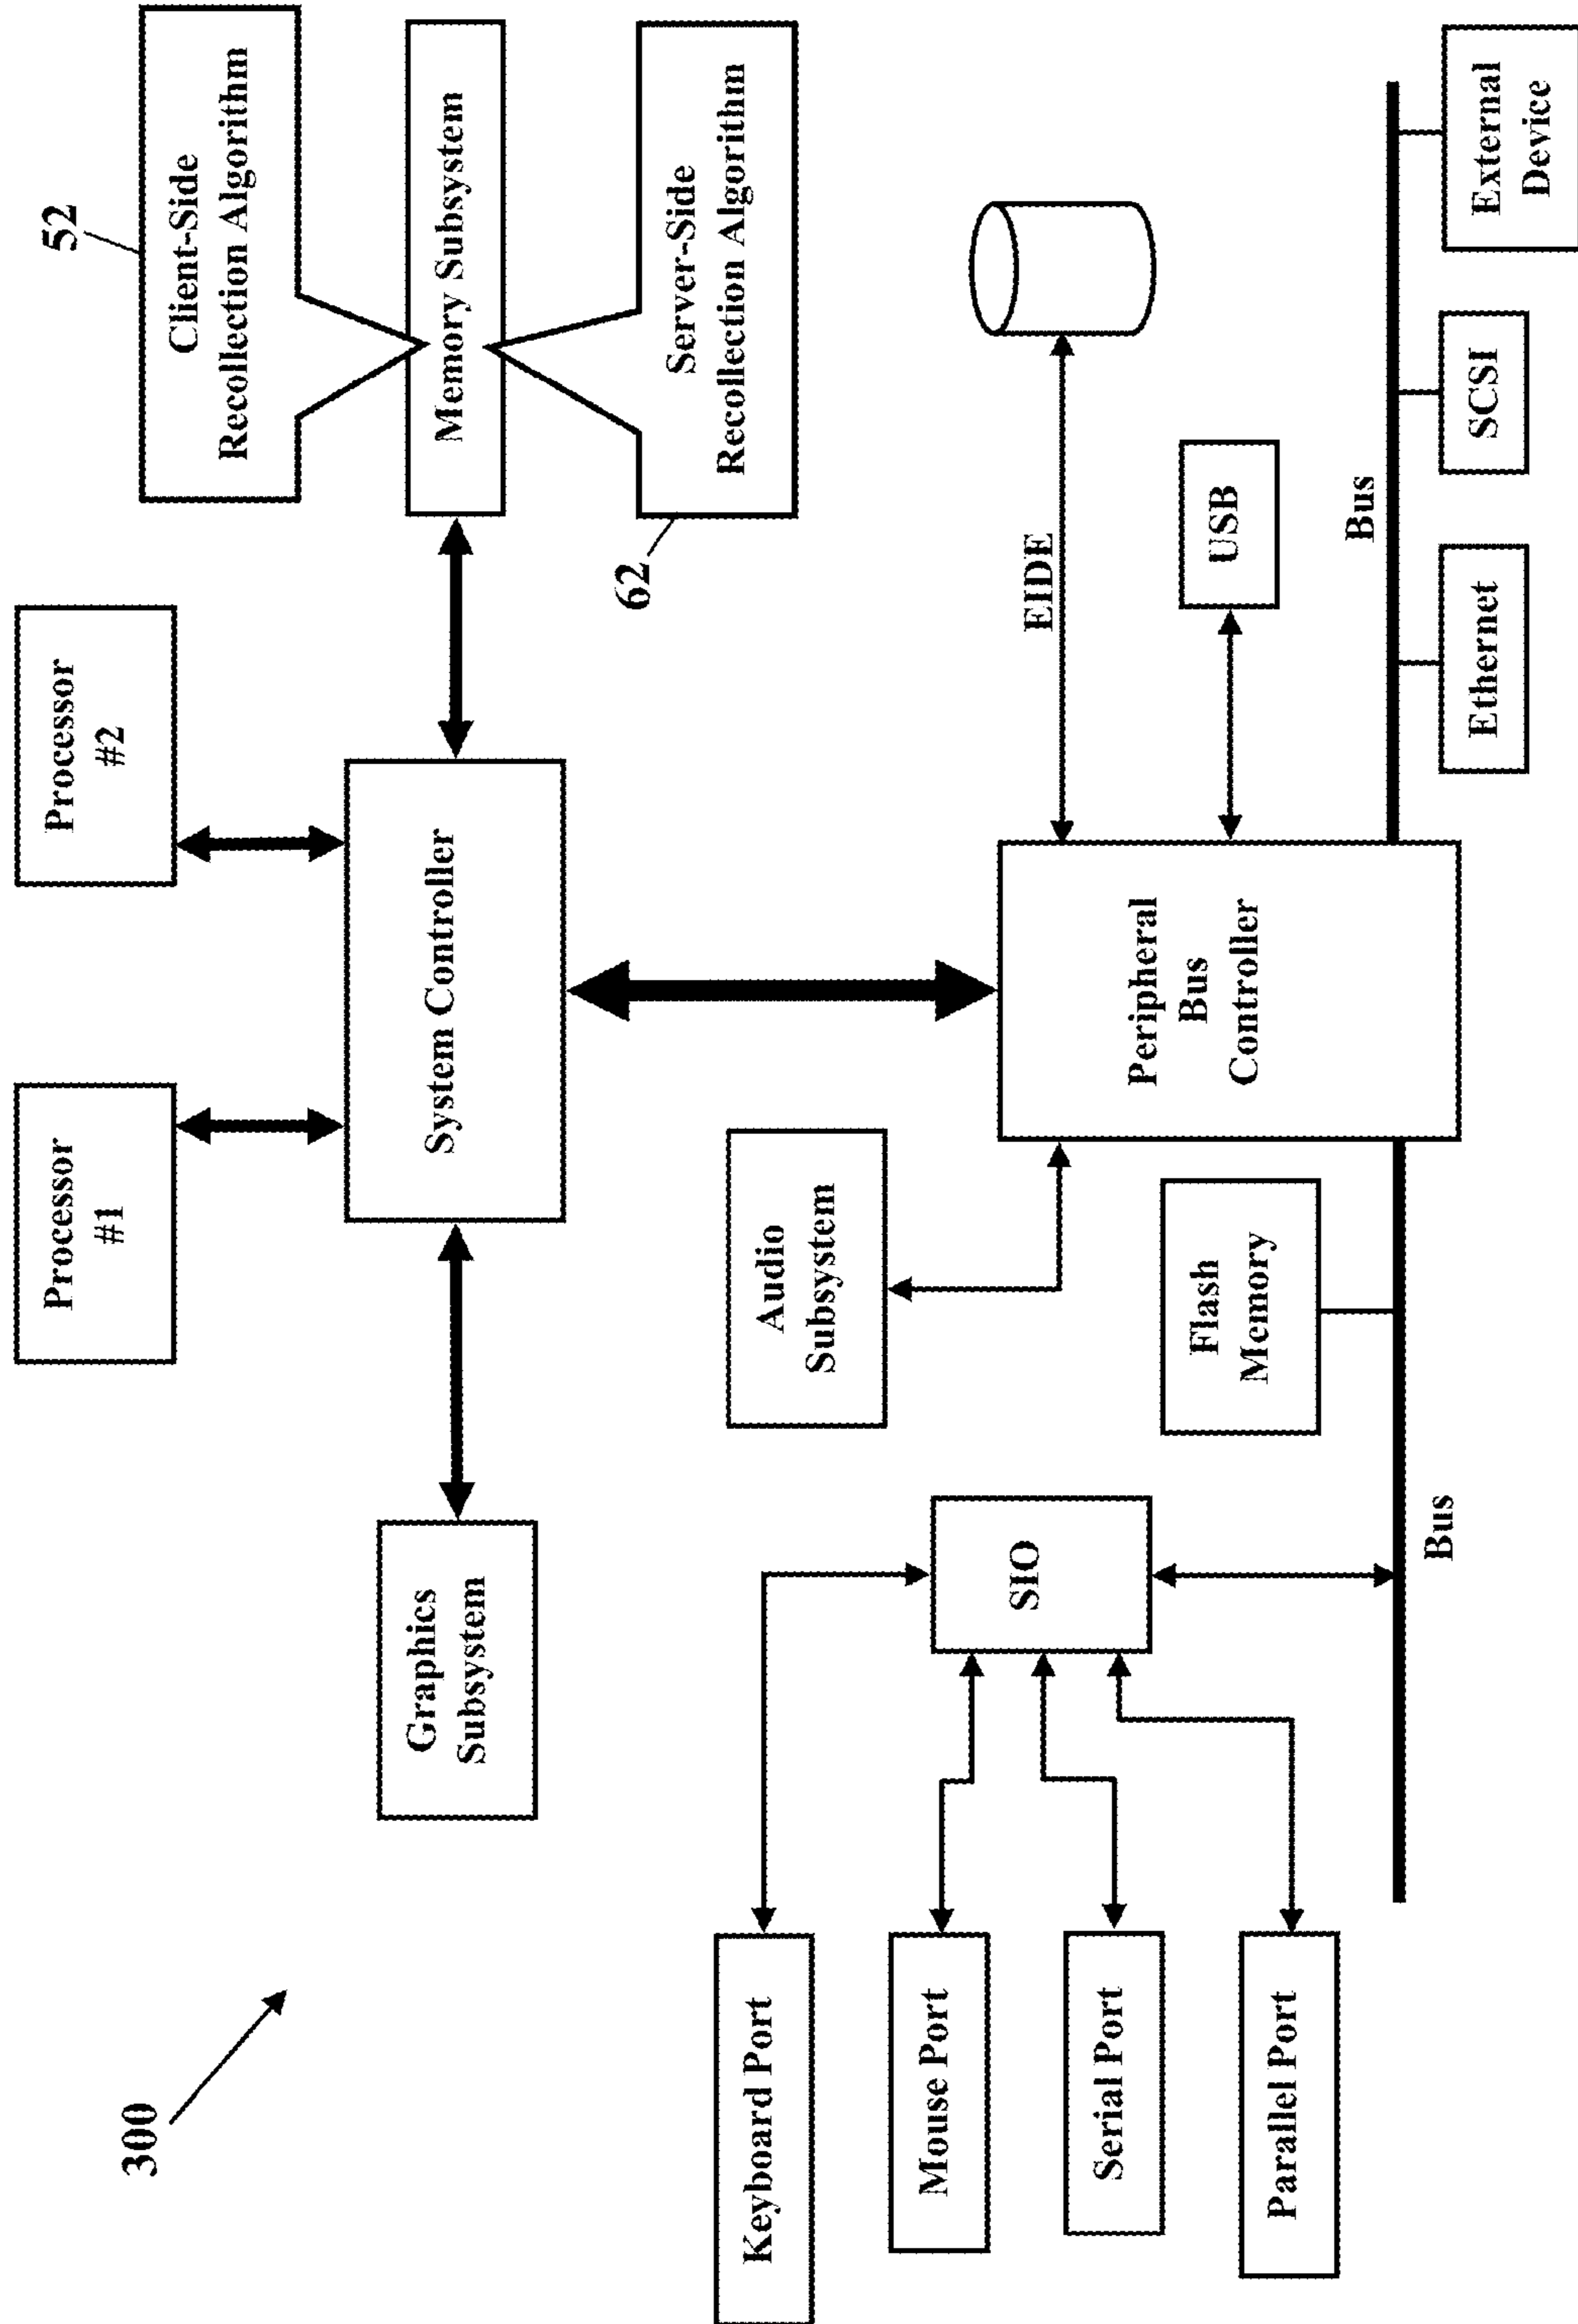 300
Processor
#1
Processor
#2
52
Client-Side
Recollection Algorithm
Graphics
Subsystem
System Controller
Memory Subsystem
62
Server-Side
Recollection Algorithm
Keyboard Port
Mouse Port
Serial Port
Parallel Port
SIO
Audio
Subsystem
Flash
Memory
Peripheral
Bus
Controller
EIDE
USB
Bus
Bus
Ethernet
SCSI
External
Device